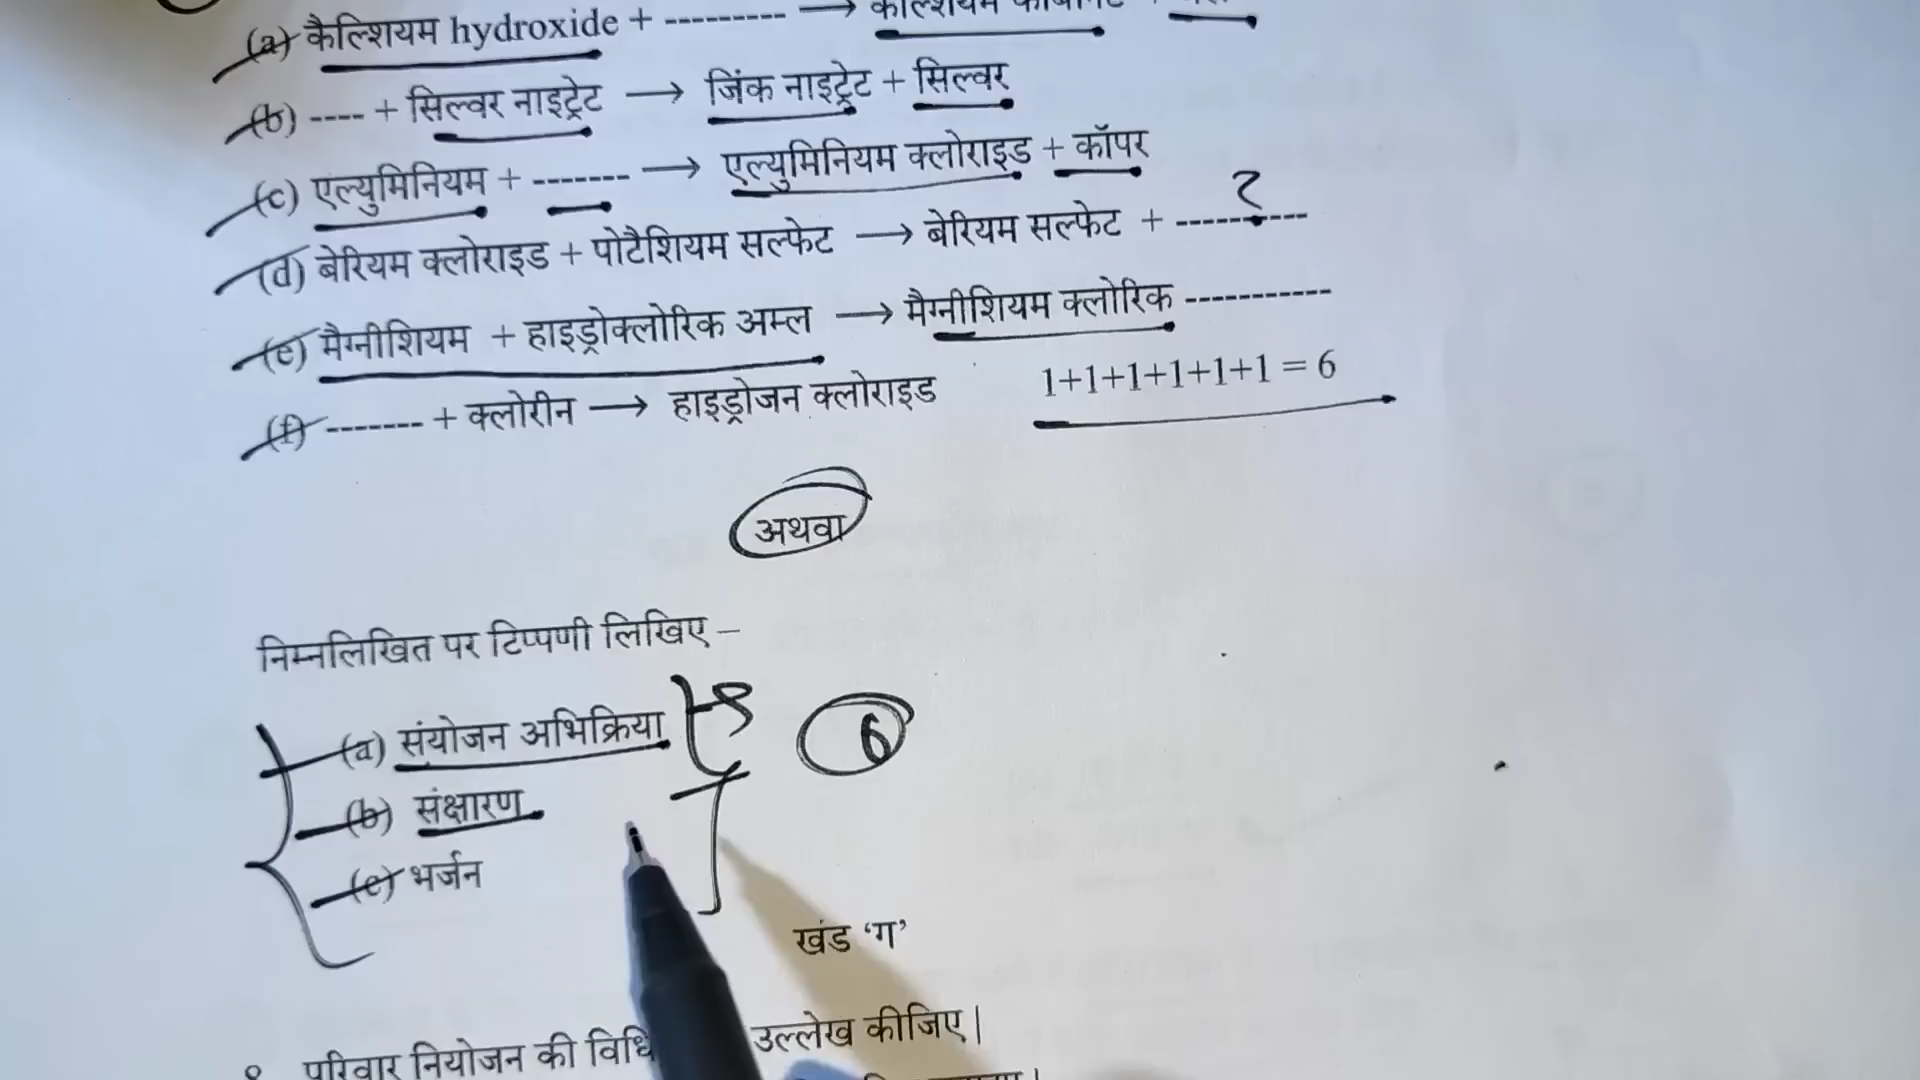 (a) कैल्शियम hydroxide + --------- ⟶
(b) ---- + सिल्वर नाइट्रेट ⟶ जिंक नाइट्रेट + सिल्वर
(c) एल्युमिनियम + ------- ⟶ एल्युमिनियम क्लोराइड + कॉपर
(d) बेरियम क्लोराइड + पोटैशियम सल्फेट ⟶ बेरियम सल्फेट + ----------
(e) मैग्नीशियम + हाइड्रोक्लोरिक अम्ल ⟶ मैग्नीशियम क्लोरिक -----------
(f) ------- + क्लोरीन ⟶ हाइड्रोजन क्लोराइड 1+1+1+1+1+1 = 6
अथवा
निम्नलिखित पर टिप्पणी लिखिए –
(a) संयोजन अभिक्रिया
6
(b) संक्षारण
(c) भर्जन
खंड ‘ग’
परिवार नियोजन की उल्लेख कीजिए।